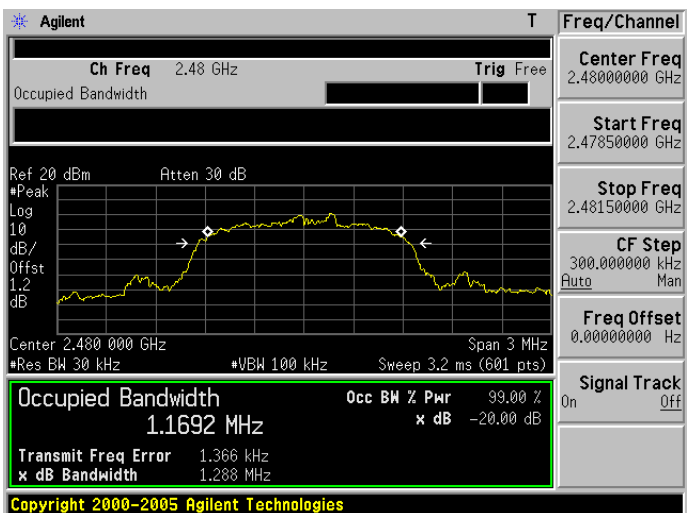 Agilent T Freq/Channel
Ch Freq 2.48 GHz Trig Free
Occupied Bandwidth
Center Freq
2.48000000 GHz
Start Freq
2.47850000 GHz
Stop Freq
2.48150000 GHz
CF Step
300.000000 kHz
Auto Man
Freq Offset
0.00000000 Hz
Signal Track
On Off
Ref 20 dBm Atten 30 dB
#Peak
Log
10
dB/
Offst
1.2
dB
Center 2.480 000 GHz Span 3 MHz
#Res BW 30 kHz #VBW 100 kHz Sweep 3.2 ms (601 pts)
Occupied Bandwidth Occ BW % Pwr 99.00 %
1.1692 MHz x dB -20.00 dB
Transmit Freq Error 1.366 kHz
x dB Bandwidth 1.288 MHz
Copyright 2000-2005 Agilent Technologies